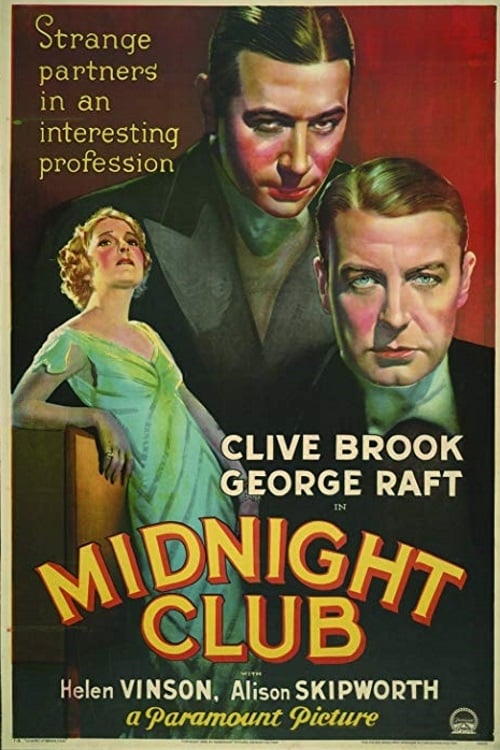 Strange
partners
in an
interesting
profession
CLIVE BROOK
GEORGE RAFT
IN
MIDNIGHT
CLUB
WITH
Helen VINSON, Alison SKIPWORTH
a Paramount Picture